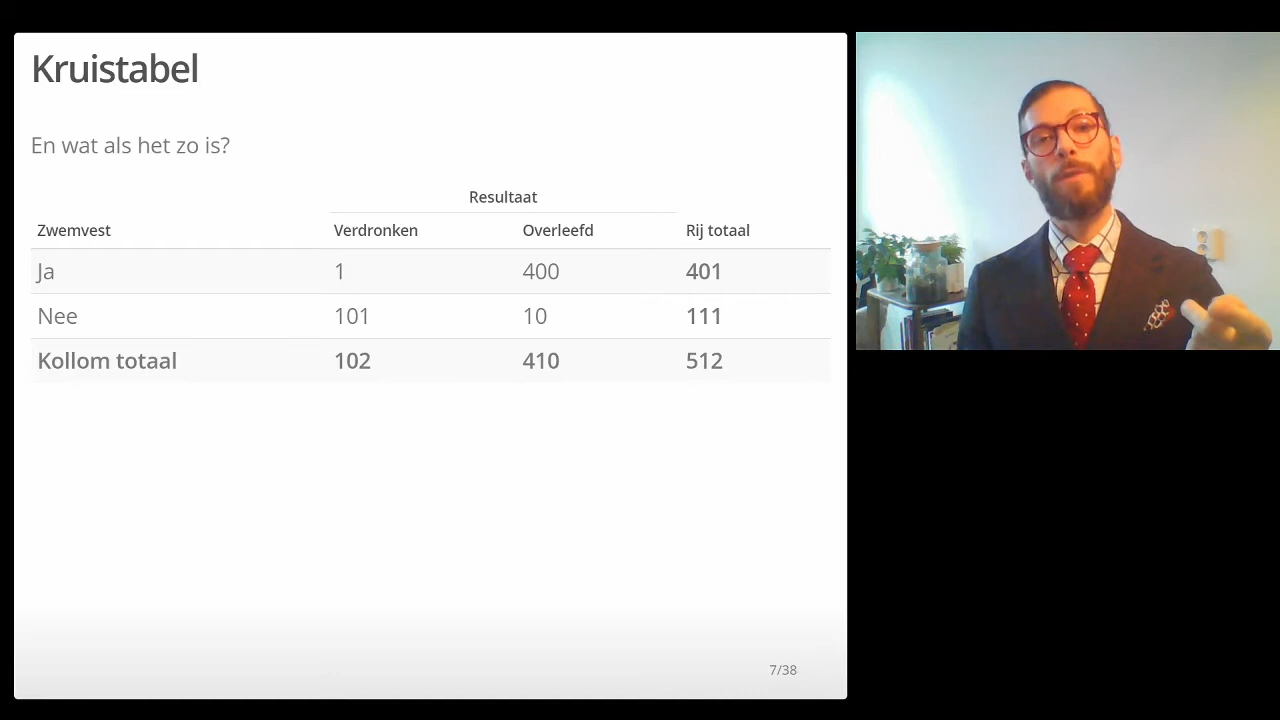 Kruistabel
En wat als het zo is?
Resultaat
Zwemvest Verdronken Overleefd Rij totaal
Ja 1 400 401
Nee 101 10 111
Kollom totaal 102 410 512
7/38